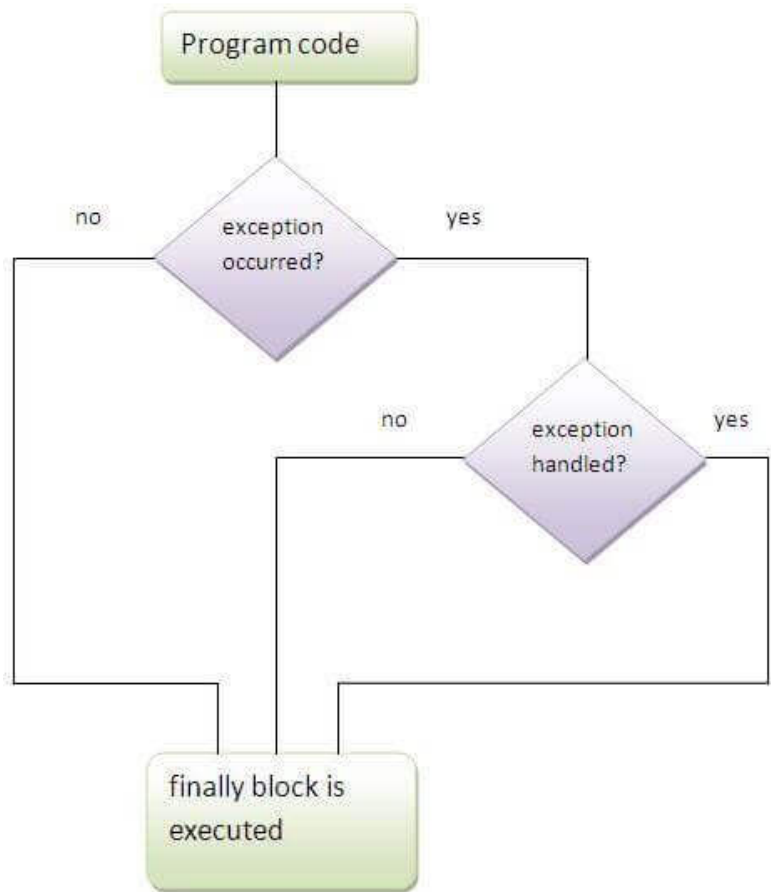 Program code
no
yes
exception
occurred?
no
yes
exception
handled?
finally block is
executed